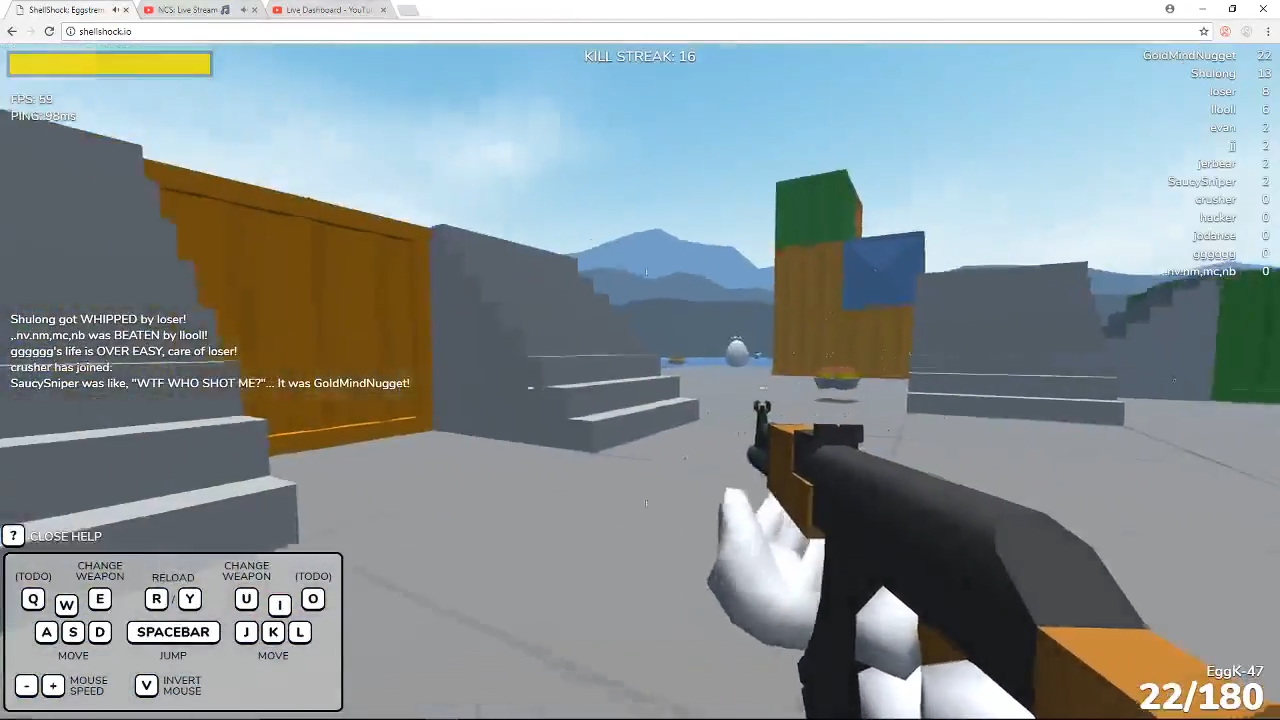 ShellShock: Eggstrem
NCS: Live Stream 🎵
Live Dashboard - YouTu
shellshock.io
KILL STREAK: 16
FPS: 59
PING: 98ms
GoldMindNugget 22
Shulong 13
loser 8
llooll 6
evan 2
jj 2
jerbear 2
SaucySniper 2
crusher 0
hacker 0
jodanse 0
gggggg 0
..nv.nm,mc,nb 0
Shulong got WHIPPED by loser!
..nv.nm,mc,nb was BEATEN by llooll!
gggggg's life is OVER EASY, care of loser!
crusher has joined.
SaucySniper was like, "WTF WHO SHOT ME?"... It was GoldMindNugget!
? CLOSE HELP
(TODO) CHANGE WEAPON RELOAD CHANGE WEAPON (TODO)
Q W E R / Y U I O
A S D SPACEBAR J K L
MOVE JUMP MOVE
- + MOUSE SPEED V INVERT MOUSE
EggK-47
22/180